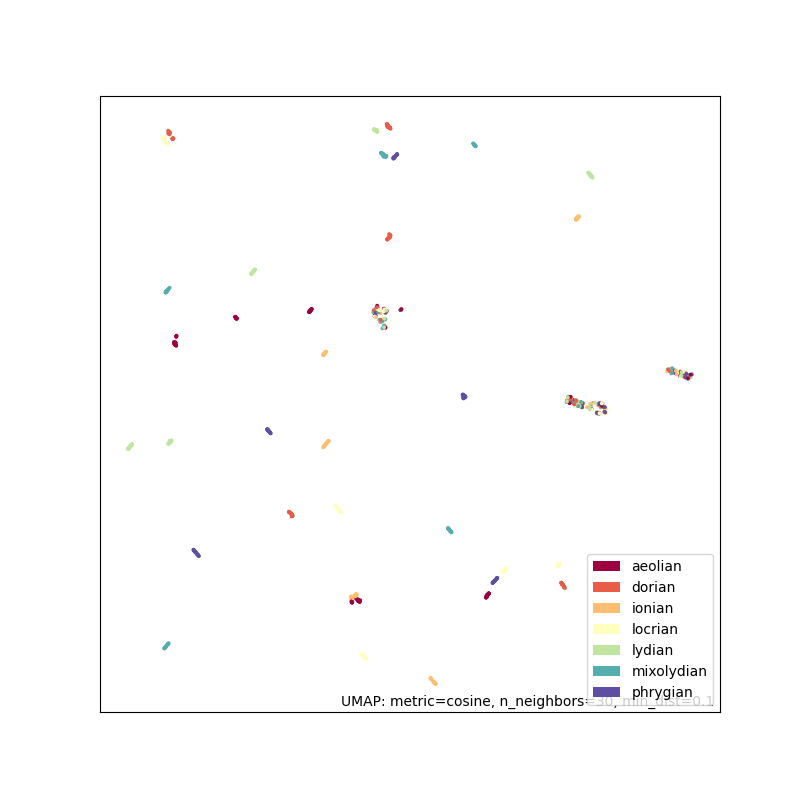 aeolian
dorian
ionian
locrian
lydian
mixolydian
phrygian
UMAP: metric=cosine, n_neighbors=30, min_dist=0.1